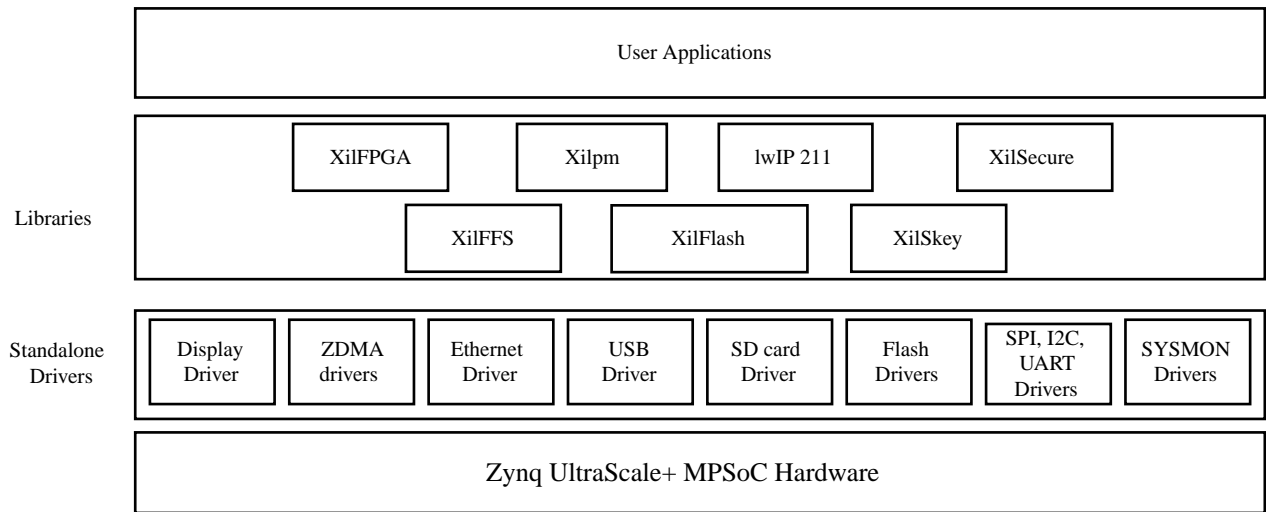 User Applications
XilFPGA
Xilpm
lwIP 211
XilSecure
Libraries
XilFFS
XilFlash
XilSkey
Standalone
Drivers
Display
Driver
ZDMA
drivers
Ethernet
Driver
USB
Driver
SD card
Driver
Flash
Drivers
SPI, I2C,
UART
Drivers
SYSMON
Drivers
Zynq UltraScale+ MPSoC Hardware